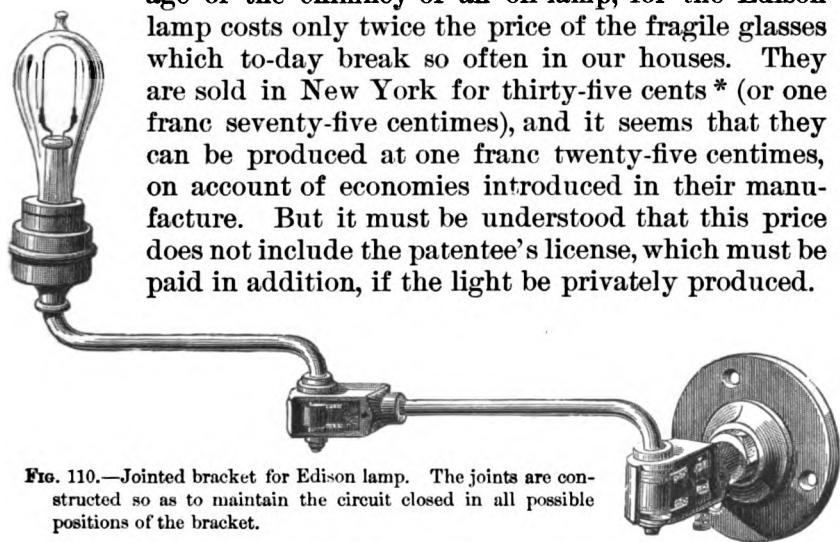 age of the chimney of an oil-lamp, for the Edison
lamp costs only twice the price of the fragile glasses
which to-day break so often in our houses. They
are sold in New York for thirty-five cents * (or one
franc seventy-five centimes), and it seems that they
can be produced at one franc twenty-five centimes,
on account of economies introduced in their manu-
facture. But it must be understood that this price
does not include the patentee's license, which must be
paid in addition, if the light be privately produced.
FIG. 110.—Jointed bracket for Edison lamp. The joints are con-
structed so as to maintain the circuit closed in all possible
positions of the bracket.